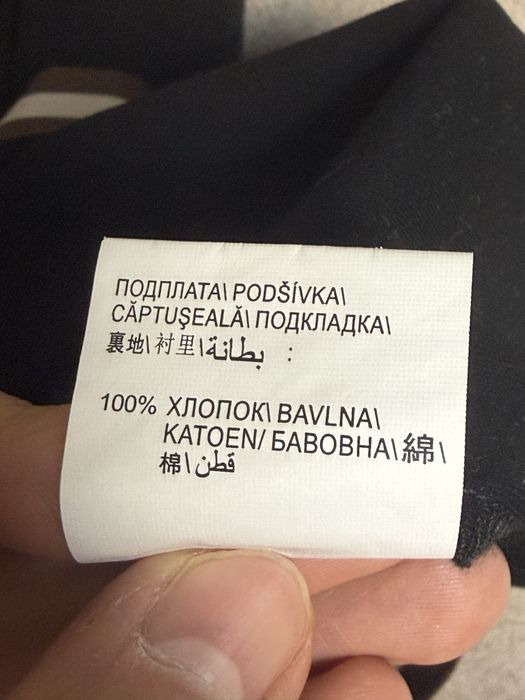 ПОДПЛАТА\ PODŠÍVKA\
CĂPTUŞEALĂ\ ПОДКЛАДКА\
裏地\ 衬里\ بطانة :
100% ХЛОПОК\ BAVLNA\
KATOEN/ БАВОВНА\ 綿\
棉\ قطن